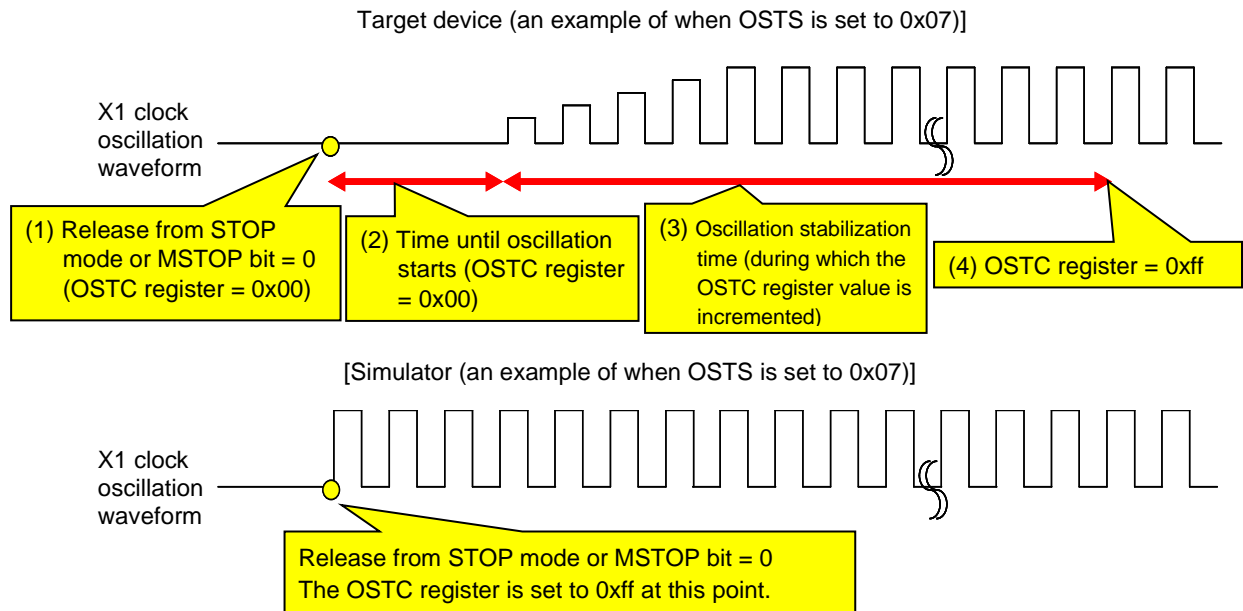 Target device (an example of when OSTS is set to 0x07)]
X1 clock
oscillation
waveform
(1) Release from STOP
mode or MSTOP bit = 0
(OSTC register = 0x00)
(2) Time until oscillation
starts (OSTC register
= 0x00)
(3) Oscillation stabilization
time (during which the
OSTC register value is
incremented)
(4) OSTC register = 0xff
[Simulator (an example of when OSTS is set to 0x07)]
X1 clock
oscillation
waveform
Release from STOP mode or MSTOP bit = 0
The OSTC register is set to 0xff at this point.